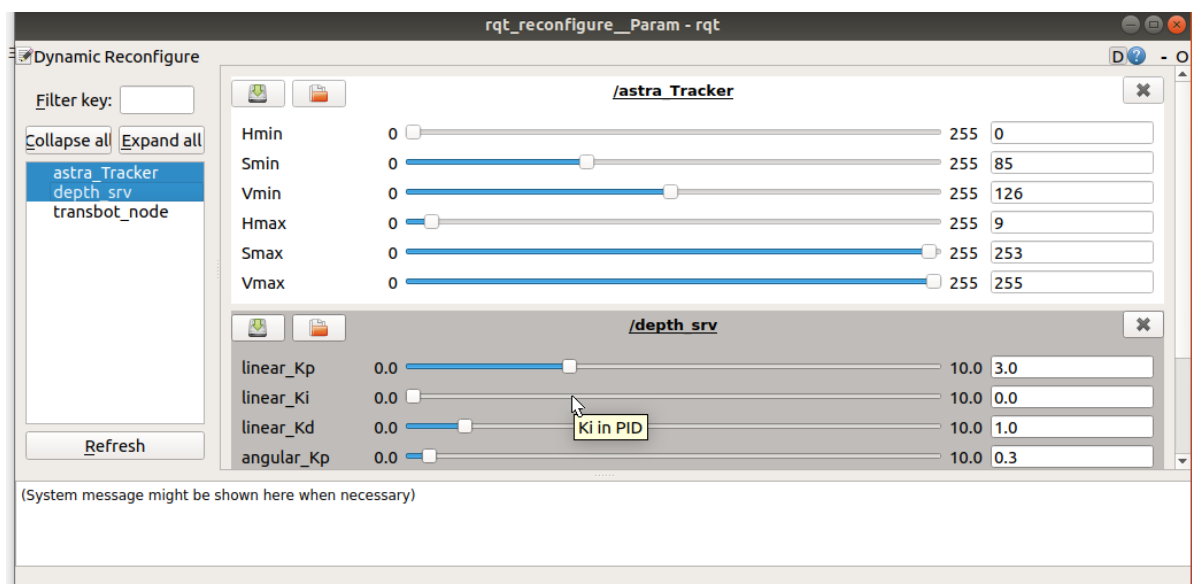 rqt_reconfigure__Param - rqt
Dynamic Reconfigure
D - O
Filter key:
Collapse all Expand all
astra_Tracker
depth_srv
transbot_node
Refresh
/astra_Tracker
Hmin 0 255 0
Smin 0 255 85
Vmin 0 255 126
Hmax 0 255 9
Smax 0 255 253
Vmax 0 255 255
/depth_srv
linear_Kp 0.0 10.0 3.0
linear_Ki 0.0 10.0 0.0
Ki in PID
linear_Kd 0.0 10.0 1.0
angular_Kp 0.0 10.0 0.3
(System message might be shown here when necessary)